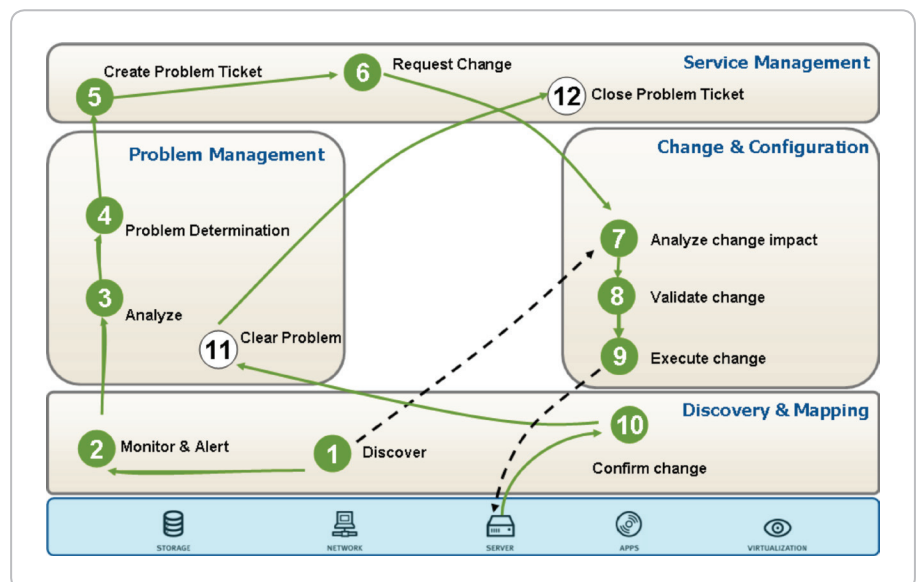 Service Management
Create Problem Ticket
6
Request Change
5
12
Close Problem Ticket
Problem Management
Change & Configuration
4
Problem Determination
7
Analyze change impact
3
Analyze
8
Validate change
11
Clear Problem
9
Execute change
Discovery & Mapping
10
2
Monitor & Alert
1
Discover
Confirm change
STORAGE
NETWORK
SERVER
APPS
VIRTUALIZATION